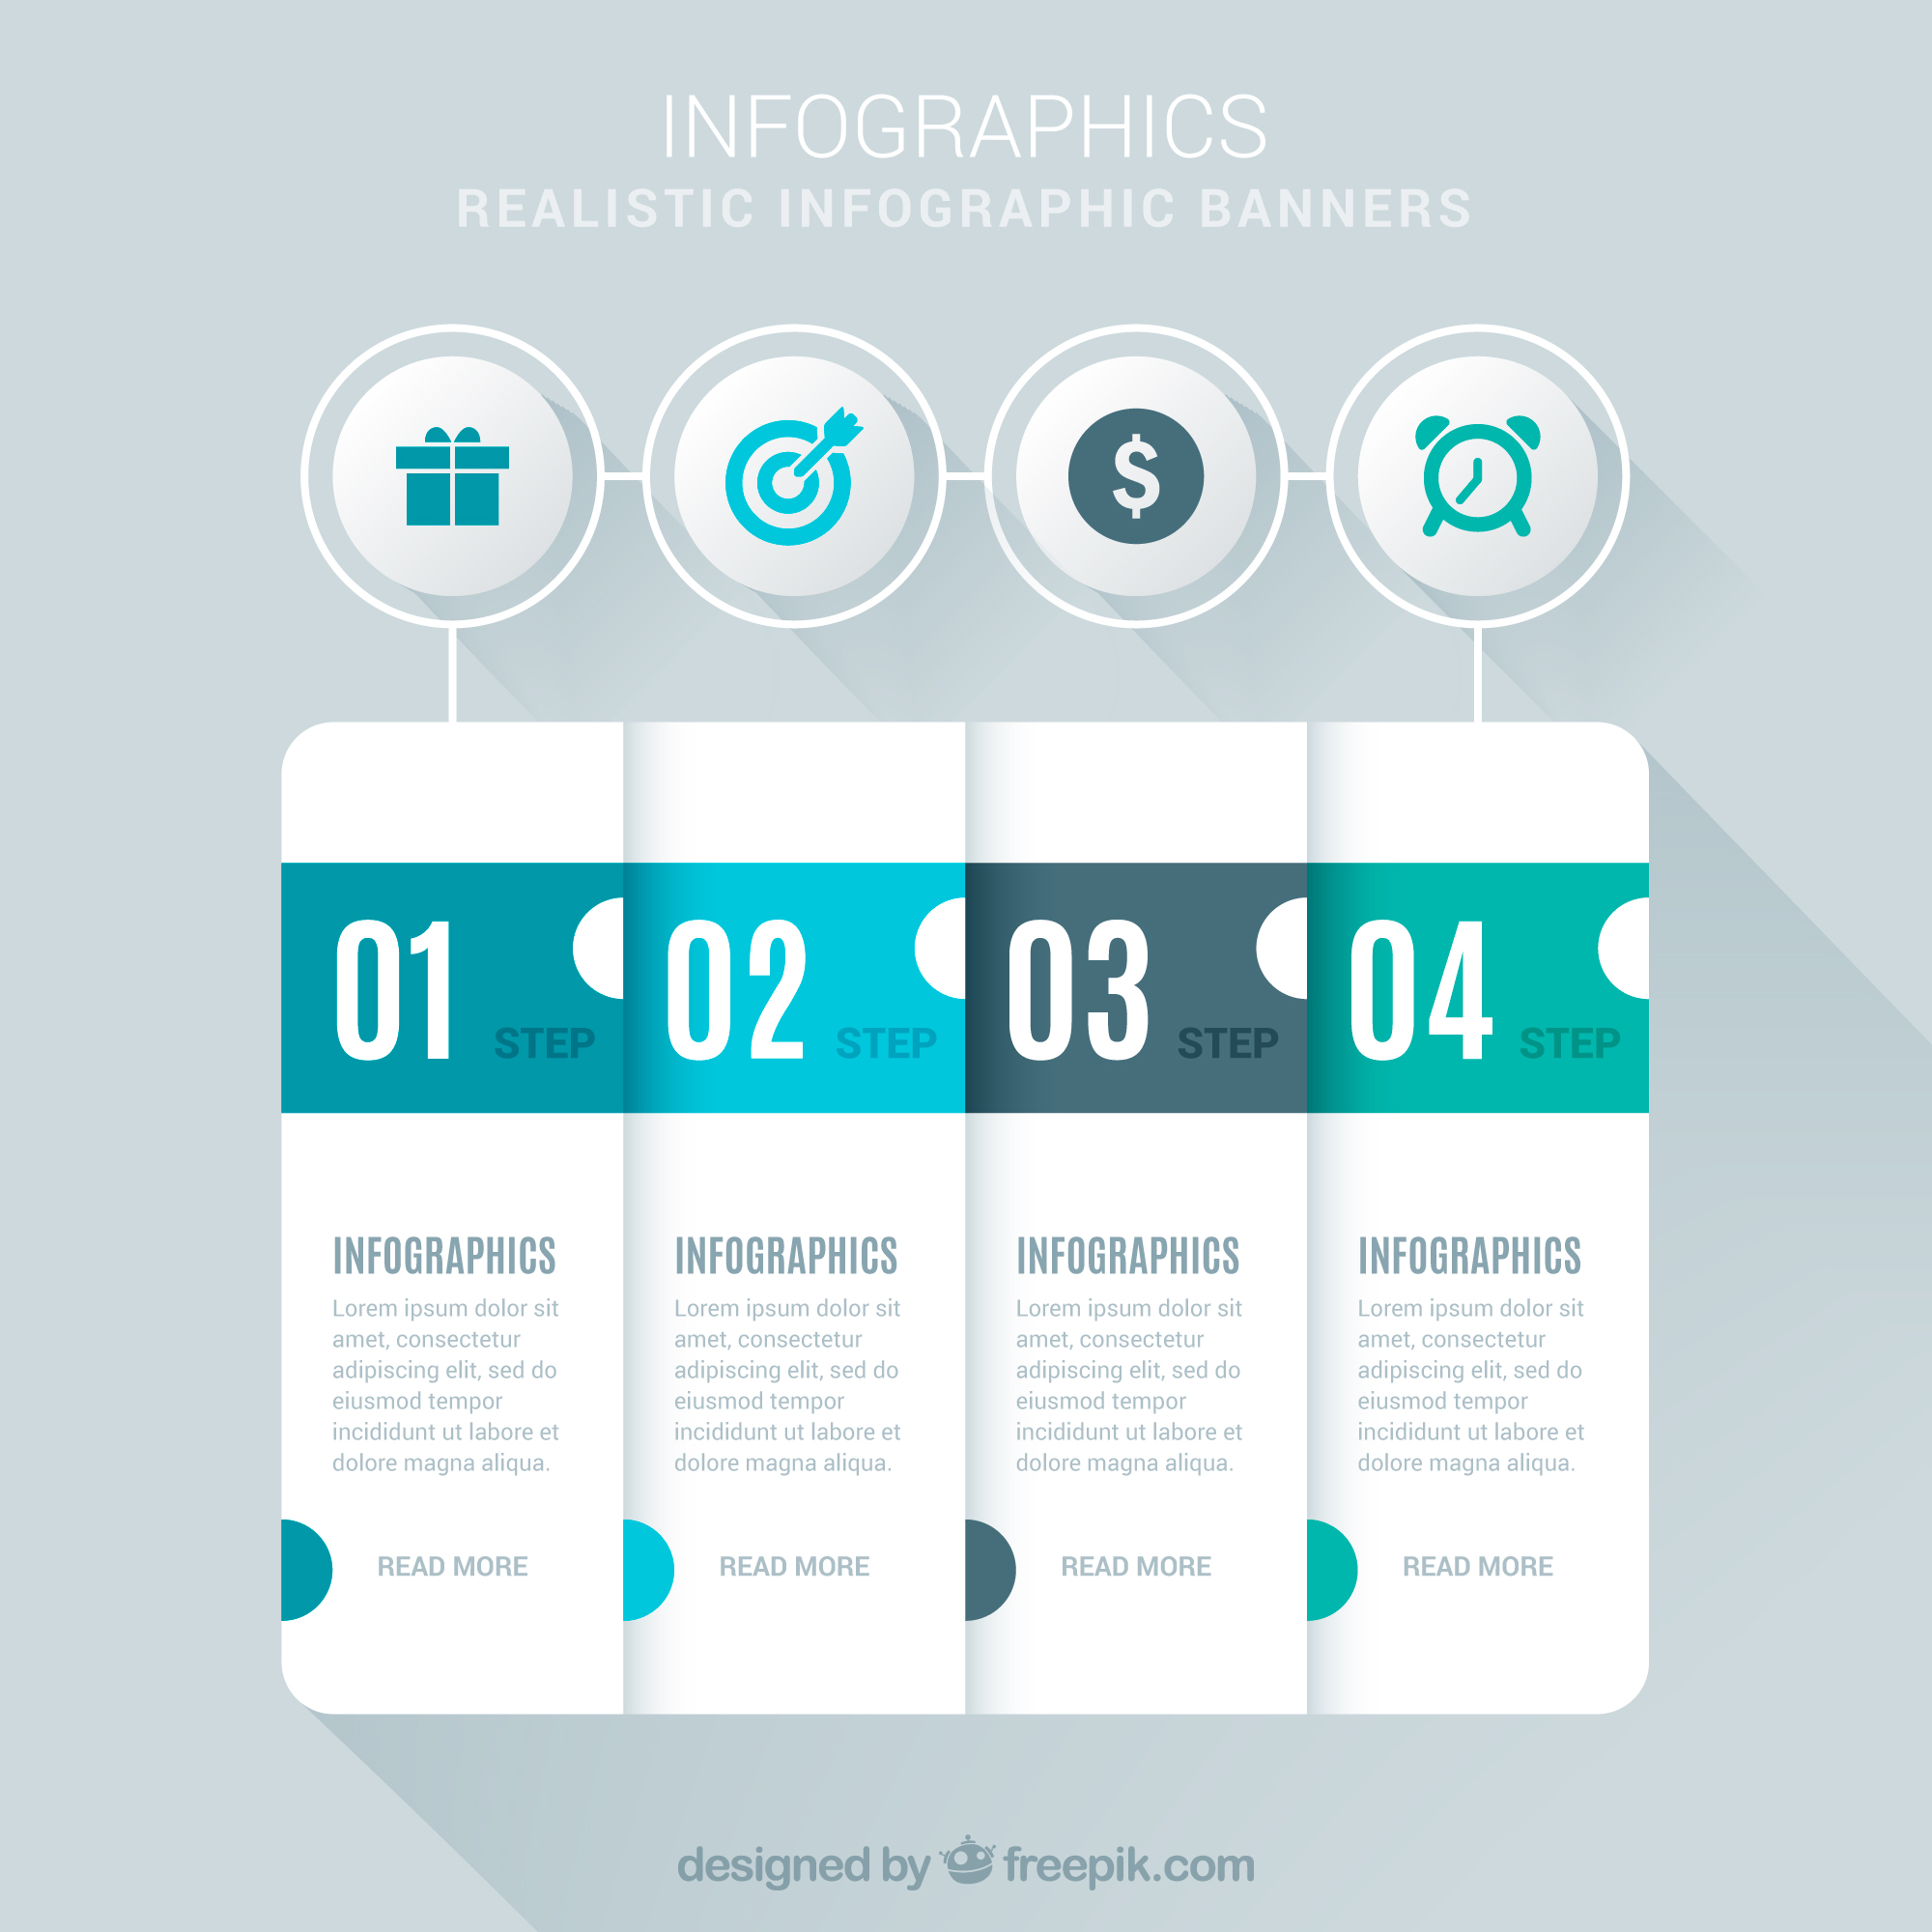 INFOGRAPHICS
REALISTIC INFOGRAPHIC BANNERS
$
01 STEP
02 STEP
03 STEP
04 STEP
INFOGRAPHICS
Lorem ipsum dolor sit
amet, consectetur
adipiscing elit, sed do
eiusmod tempor
incididunt ut labore et
dolore magna aliqua.
READ MORE
INFOGRAPHICS
Lorem ipsum dolor sit
amet, consectetur
adipiscing elit, sed do
eiusmod tempor
incididunt ut labore et
dolore magna aliqua.
READ MORE
INFOGRAPHICS
Lorem ipsum dolor sit
amet, consectetur
adipiscing elit, sed do
eiusmod tempor
incididunt ut labore et
dolore magna aliqua.
READ MORE
INFOGRAPHICS
Lorem ipsum dolor sit
amet, consectetur
adipiscing elit, sed do
eiusmod tempor
incididunt ut labore et
dolore magna aliqua.
READ MORE
designed by freepik.com